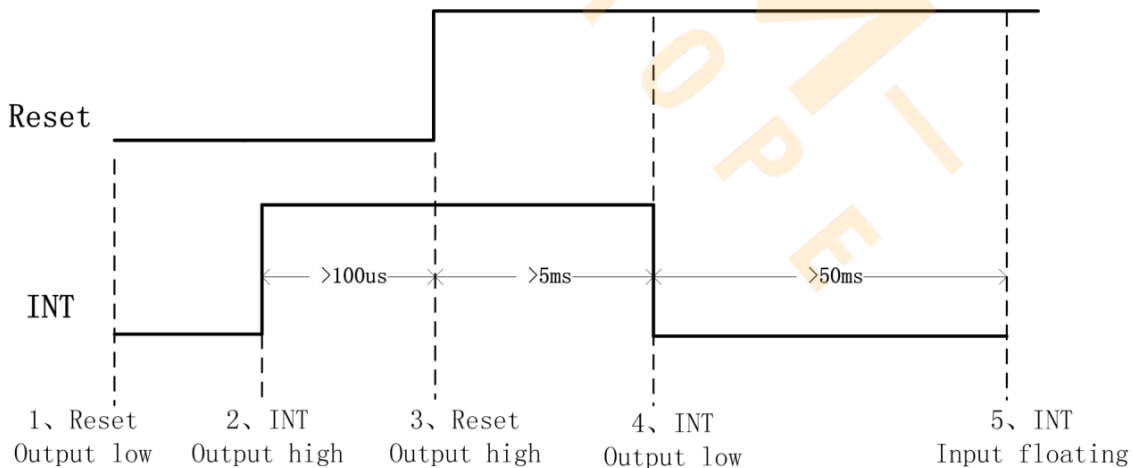 Reset
>100us
>5ms
>50ms
INT
1、Reset
Output low
2、INT
Output high
3、Reset
Output high
4、INT
Output low
5、INT
Input floating
O
P
E